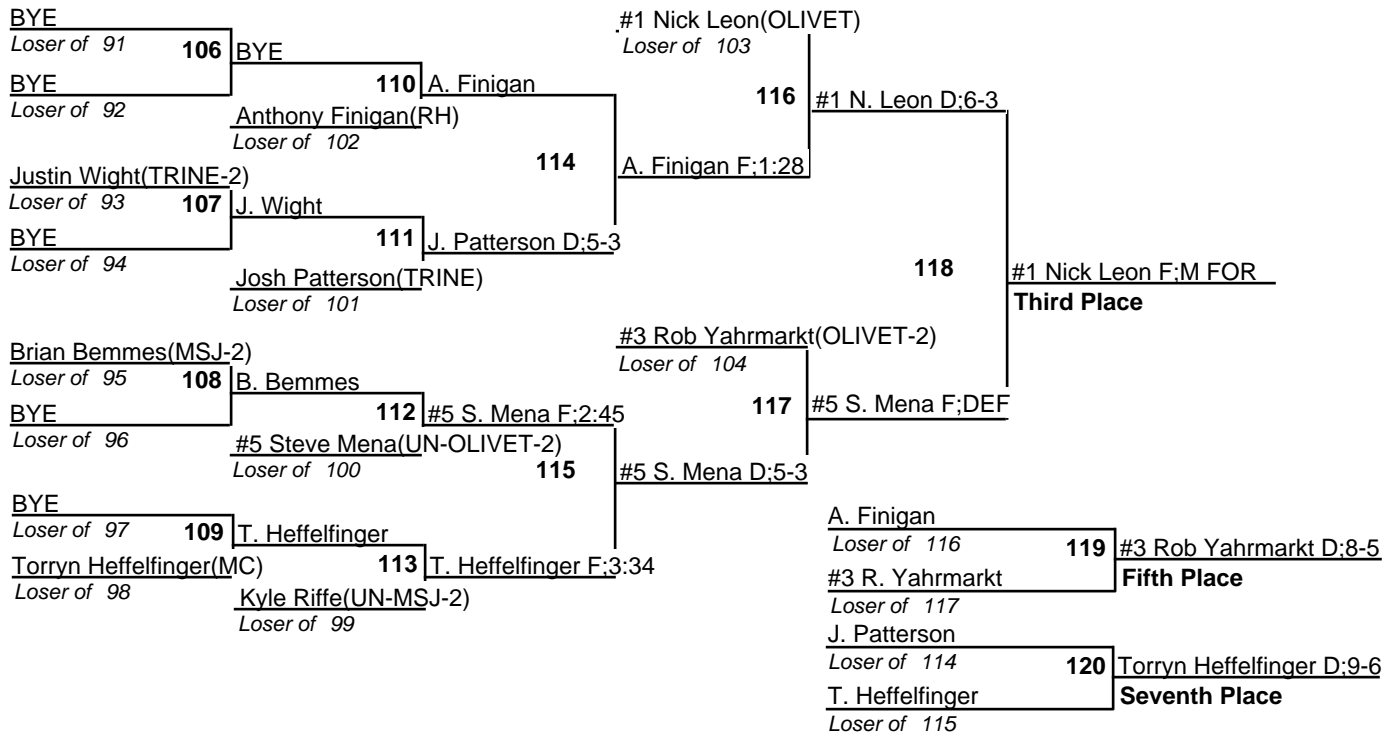 BYE
Loser of 91
106
BYE
BYE
Loser of 92
110
A. Finigan
Anthony Finigan(RH)
Loser of 102
Justin Wight(TRINE-2)
Loser of 93
107
J. Wight
BYE
Loser of 94
111
J. Patterson D;5-3
Josh Patterson(TRINE)
Loser of 101
114
A. Finigan F;1:28
#1 Nick Leon(OLIVET)
Loser of 103
116
#1 N. Leon D;6-3
Brian Bemmes(MSJ-2)
Loser of 95
108
B. Bemmes
BYE
Loser of 96
112
#5 S. Mena F;2:45
#5 Steve Mena(UN-OLIVET-2)
Loser of 100
BYE
Loser of 97
109
T. Heffelfinger
Torryn Heffelfinger(MC)
Loser of 98
113
T. Heffelfinger F;3:34
Kyle Riffe(UN-MSJ-2)
Loser of 99
115
#5 S. Mena D;5-3
#3 Rob Yahrmarkt(OLIVET-2)
Loser of 104
117
#5 S. Mena F;DEF
118
#1 Nick Leon F;M FOR
Third Place
A. Finigan
Loser of 116
119
#3 Rob Yahrmarkt D;8-5
#3 R. Yahrmarkt
Fifth Place
Loser of 117
J. Patterson
Loser of 114
120
Torryn Heffelfinger D;9-6
T. Heffelfinger
Seventh Place
Loser of 115